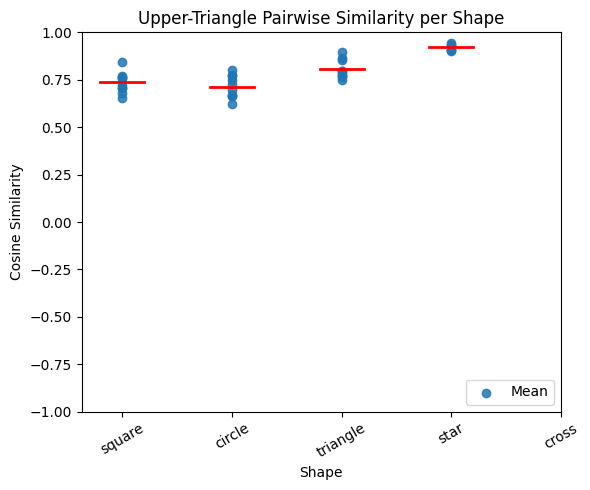 Upper-Triangle Pairwise Similarity per Shape
1.00
0.75
0.50
0.25
0.00
−0.25
−0.50
−0.75
−1.00
Cosine Similarity
Mean
square
circle
triangle
star
cross
Shape